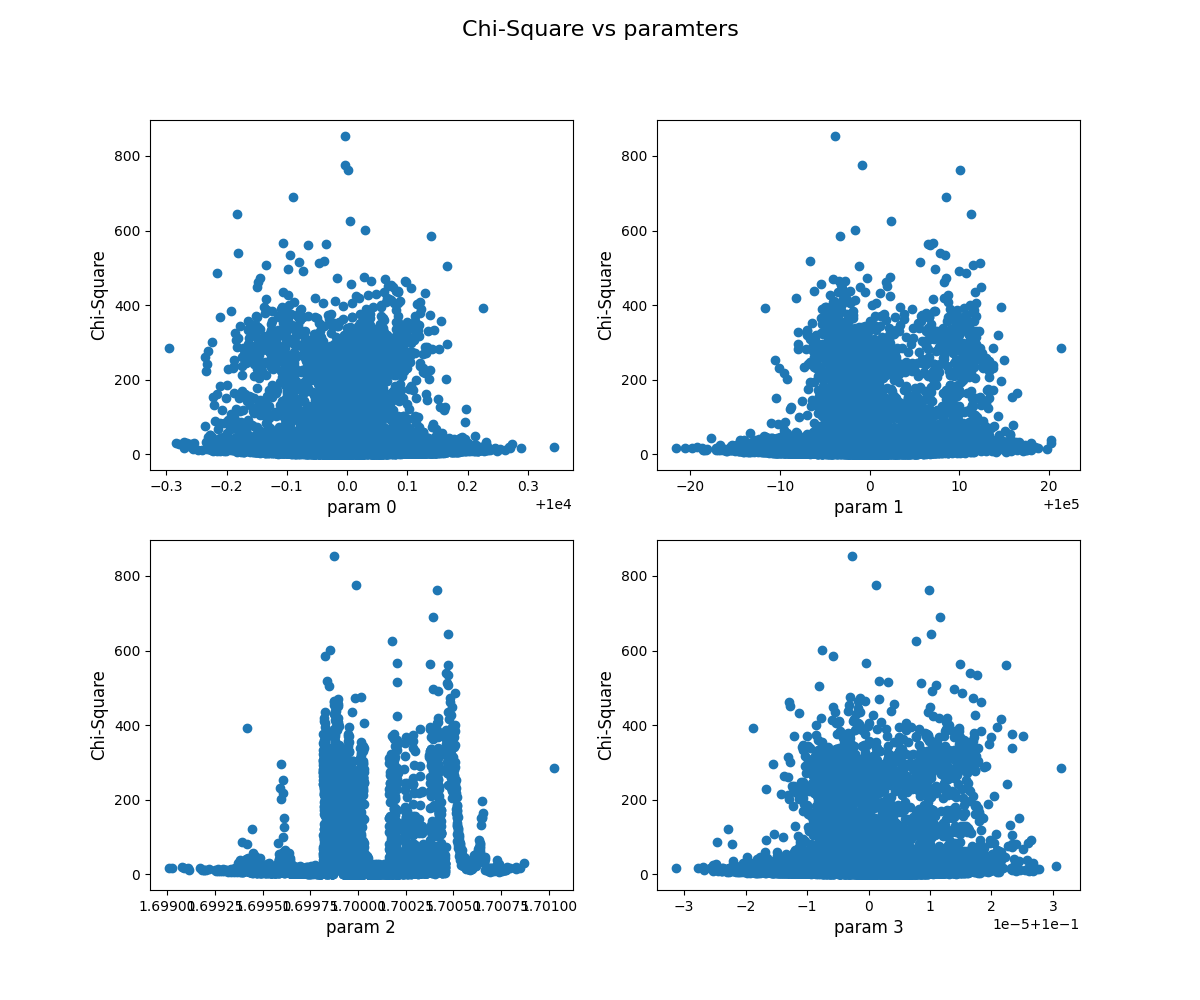 Chi-Square vs paramters
800
600
400
200
0
Chi-Square
−0.3 −0.2 −0.1 0.0 0.1 0.2 0.3
+1e4
param 0
800
600
400
200
0
Chi-Square
−20 −10 0 10 20
+1e5
param 1
800
600
400
200
0
Chi-Square
1.69900 1.69925 1.69950 1.69975 1.70000 1.70025 1.70050 1.70075 1.70100
param 2
800
600
400
200
0
Chi-Square
−3 −2 −1 0 1 2 3
1e−5+1e−1
param 3